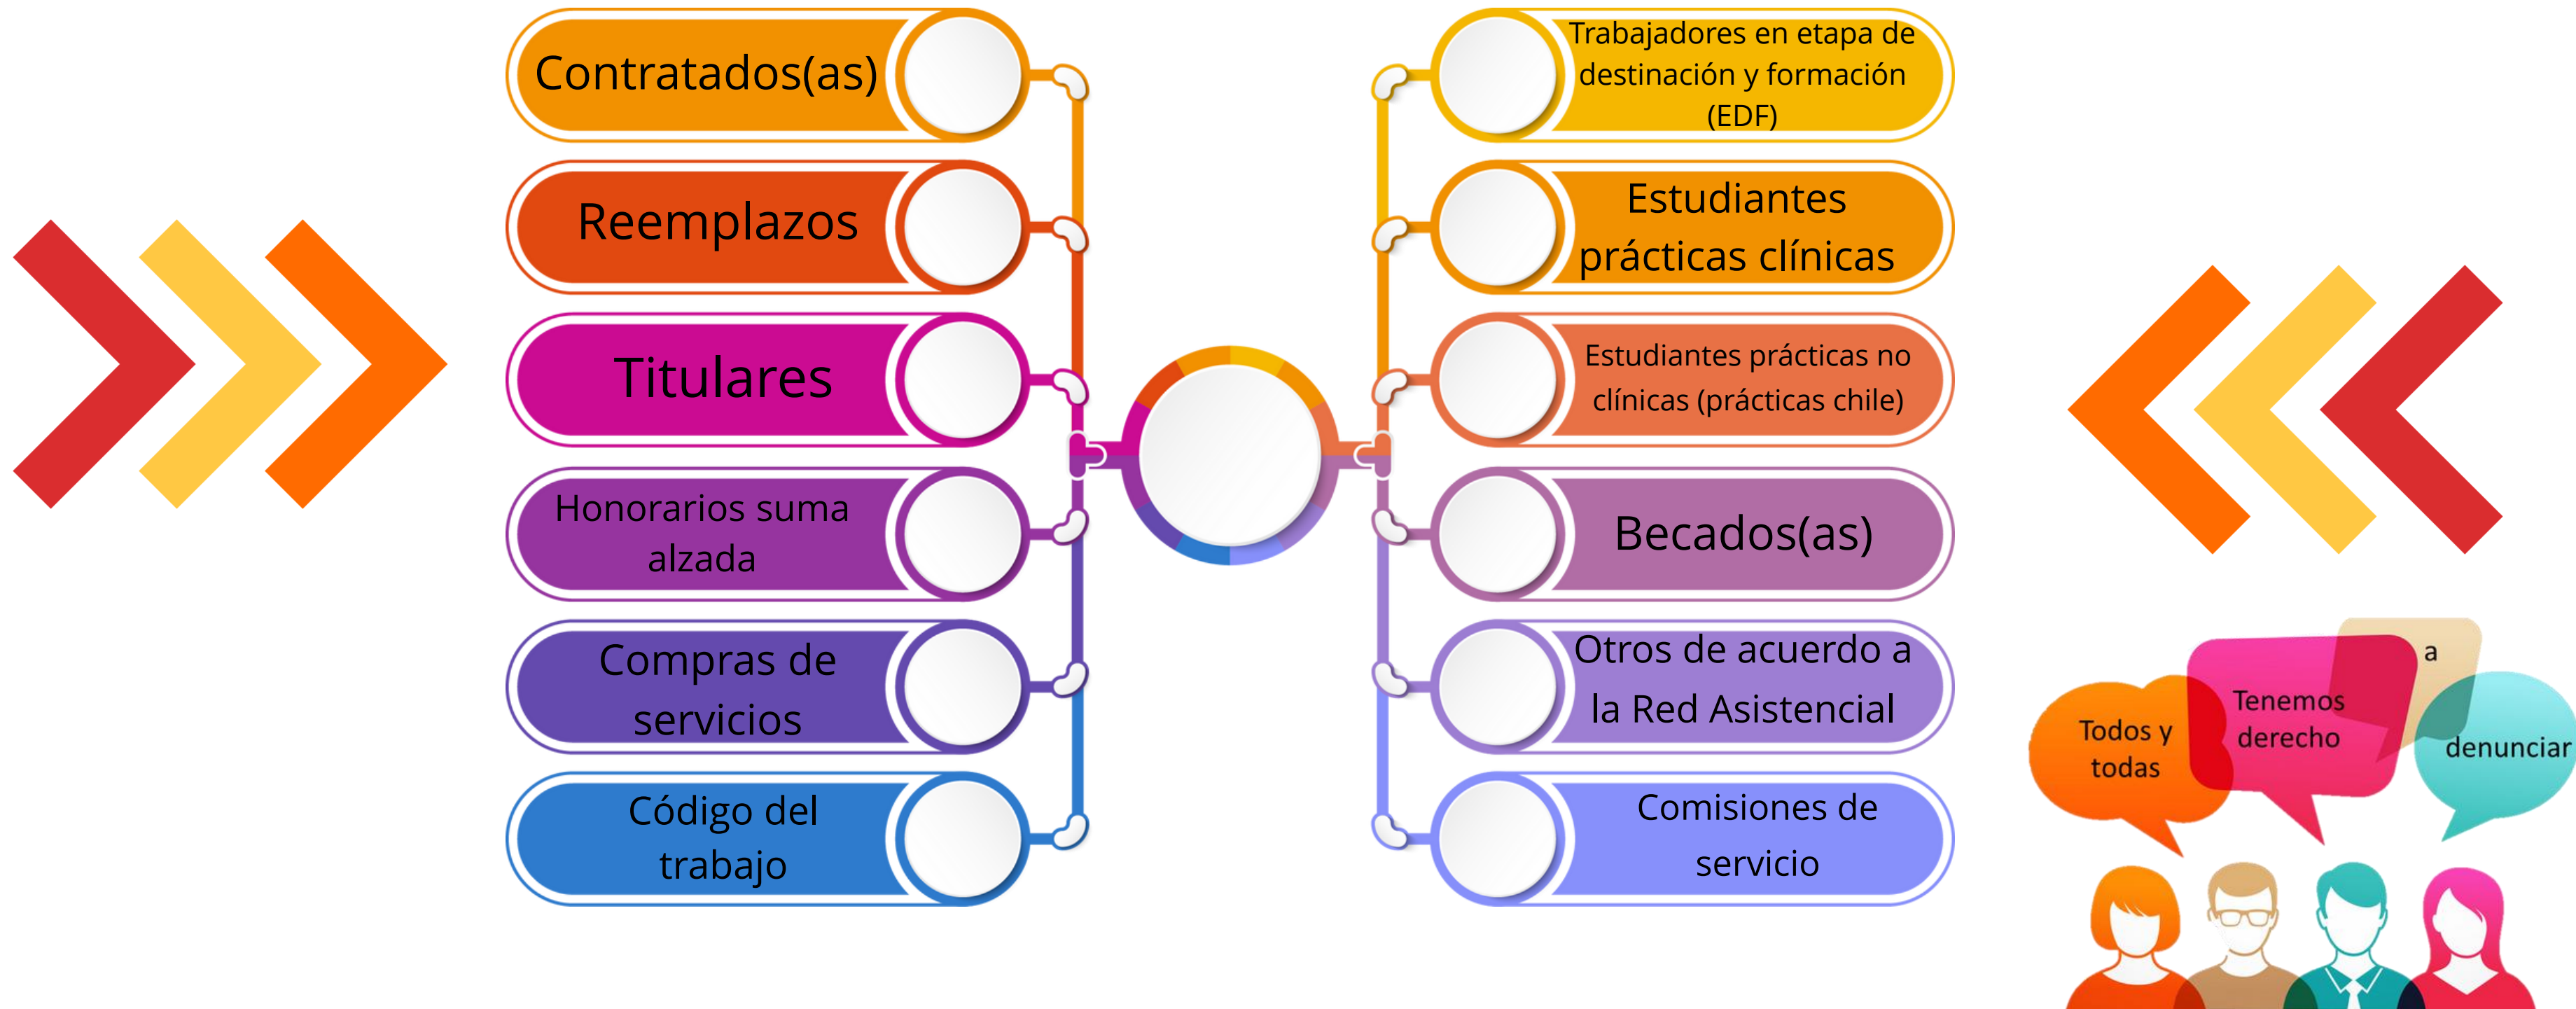 Contratados(as)
Reemplazos
Titulares
Honorarios suma
alzada
Compras de
servicios
Código del
trabajo
Trabajadores en etapa de
destinación y formación
(EDF)
Estudiantes
prácticas clínicas
Estudiantes prácticas no
clínicas (prácticas chile)
Becados(as)
Otros de acuerdo a
la Red Asistencial
Comisiones de
servicio
Todos y
todas
Tenemos
derecho
a
denunciar